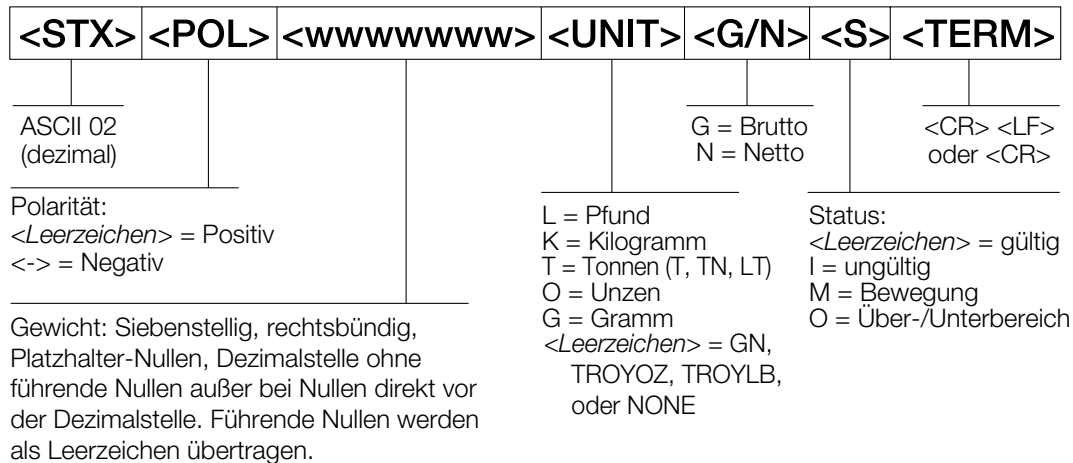 <STX> <POL> <wwwwwww> <UNIT> <G/N> <S> <TERM>
ASCII 02
(dezimal)
G = Brutto
N = Netto
<CR> <LF>
oder <CR>
Polarität:
<Leerzeichen> = Positiv
<-> = Negativ
L = Pfund
K = Kilogramm
T = Tonnen (T, TN, LT)
O = Unzen
G = Gramm
<Leerzeichen> = GN,
TROYOZ, TROYLB,
oder NONE
Status:
<Leerzeichen> = gültig
I = ungültig
M = Bewegung
O = Über-/Unterbereich
Gewicht: Siebenstellig, rechtsbündig,
Platzhalter-Nullen, Dezimalstelle ohne
führende Nullen außer bei Nullen direkt vor
der Dezimalstelle. Führende Nullen werden
als Leerzeichen übertragen.